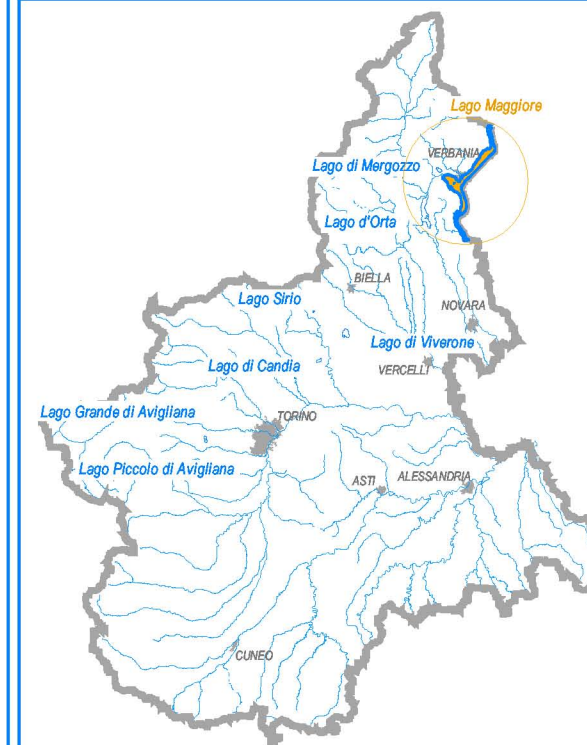 Lago Maggiore
VERBANIA
Lago di Mergozzo
Lago d'Orta
BIELLA
Lago Sirio
NOVARA
Lago di Viverone
Lago di Candia
VERCELLI
Lago Grande di Avigliana
TORINO
Lago Piccolo di Avigliana
ASTI
ALESSANDRIA
CUNEO